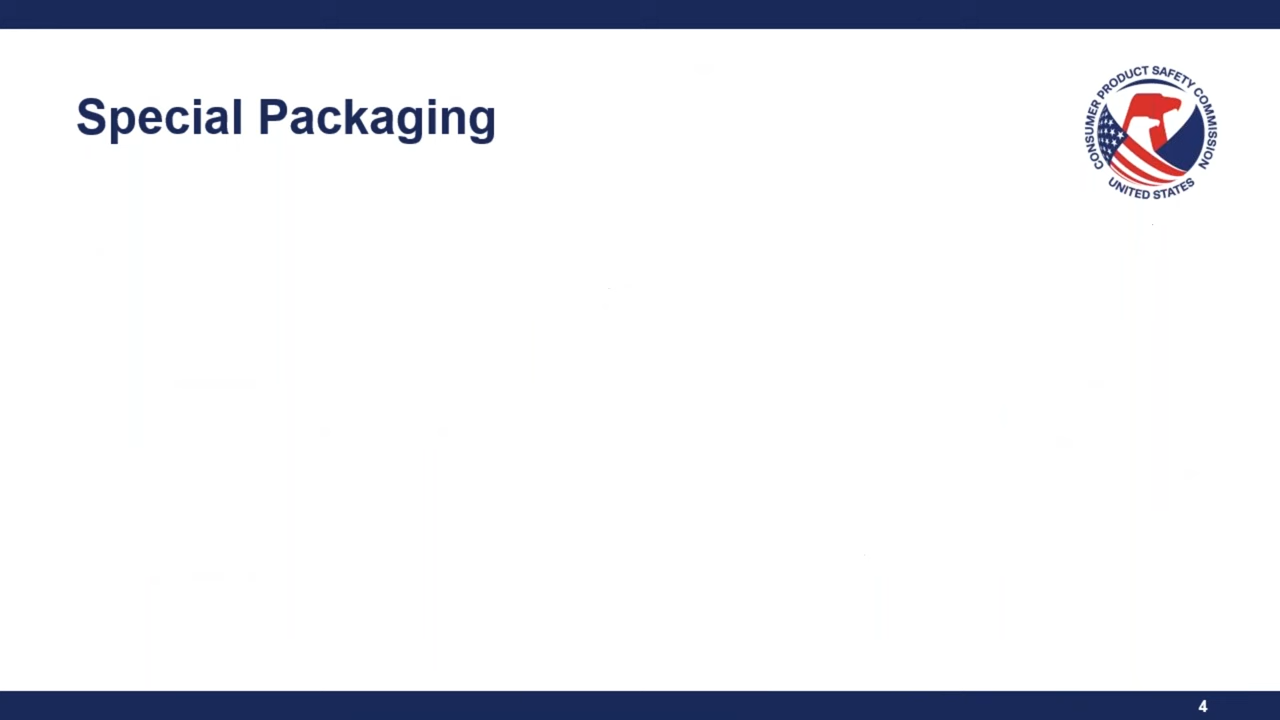 Special Packaging
CONSUMER PRODUCT SAFETY COMMISSION
UNITED STATES
4